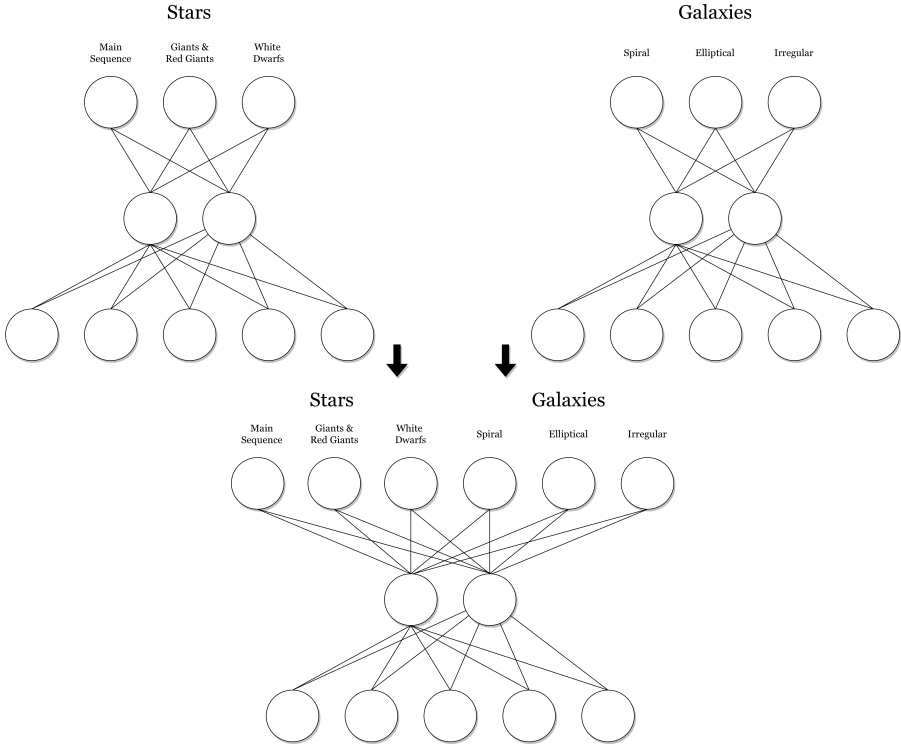 Stars
Galaxies
Main
Sequence
Giants &
Red Giants
White
Dwarfs
Spiral
Elliptical
Irregular
Stars
Galaxies
Main
Sequence
Giants &
Red Giants
White
Dwarfs
Spiral
Elliptical
Irregular